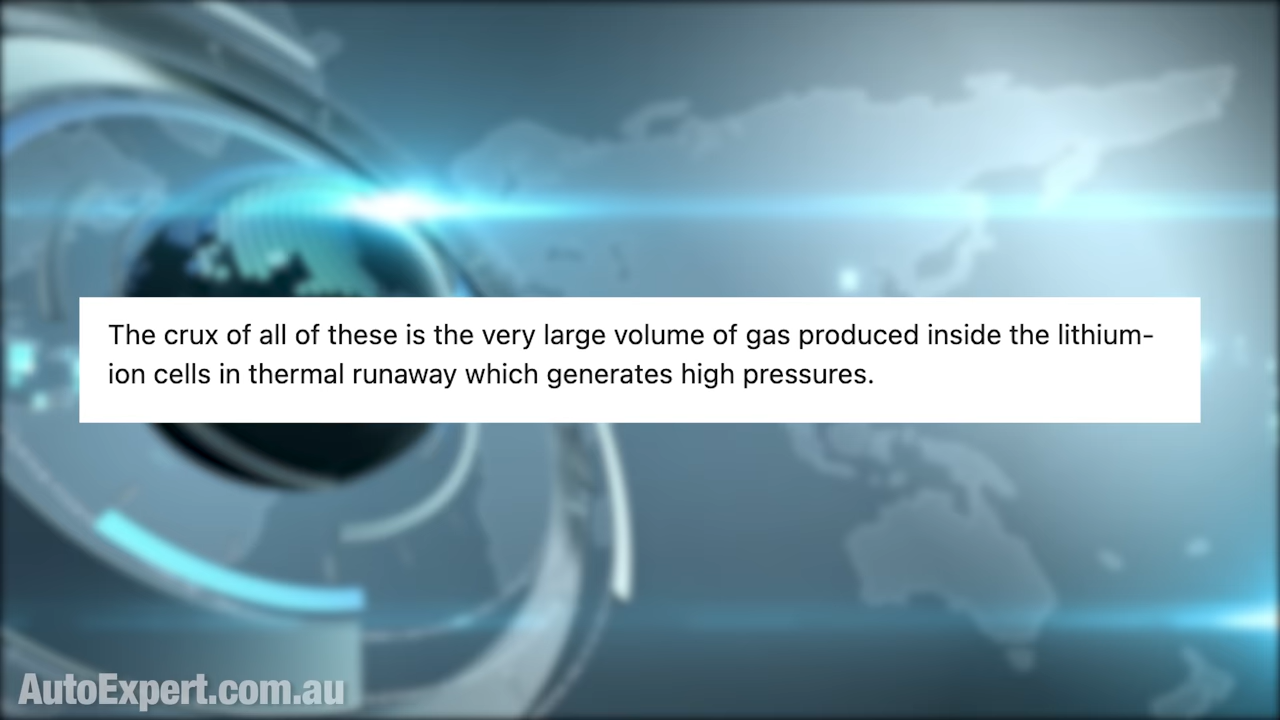 The crux of all of these is the very large volume of gas produced inside the lithium-
ion cells in thermal runaway which generates high pressures.
AutoExpert.com.au